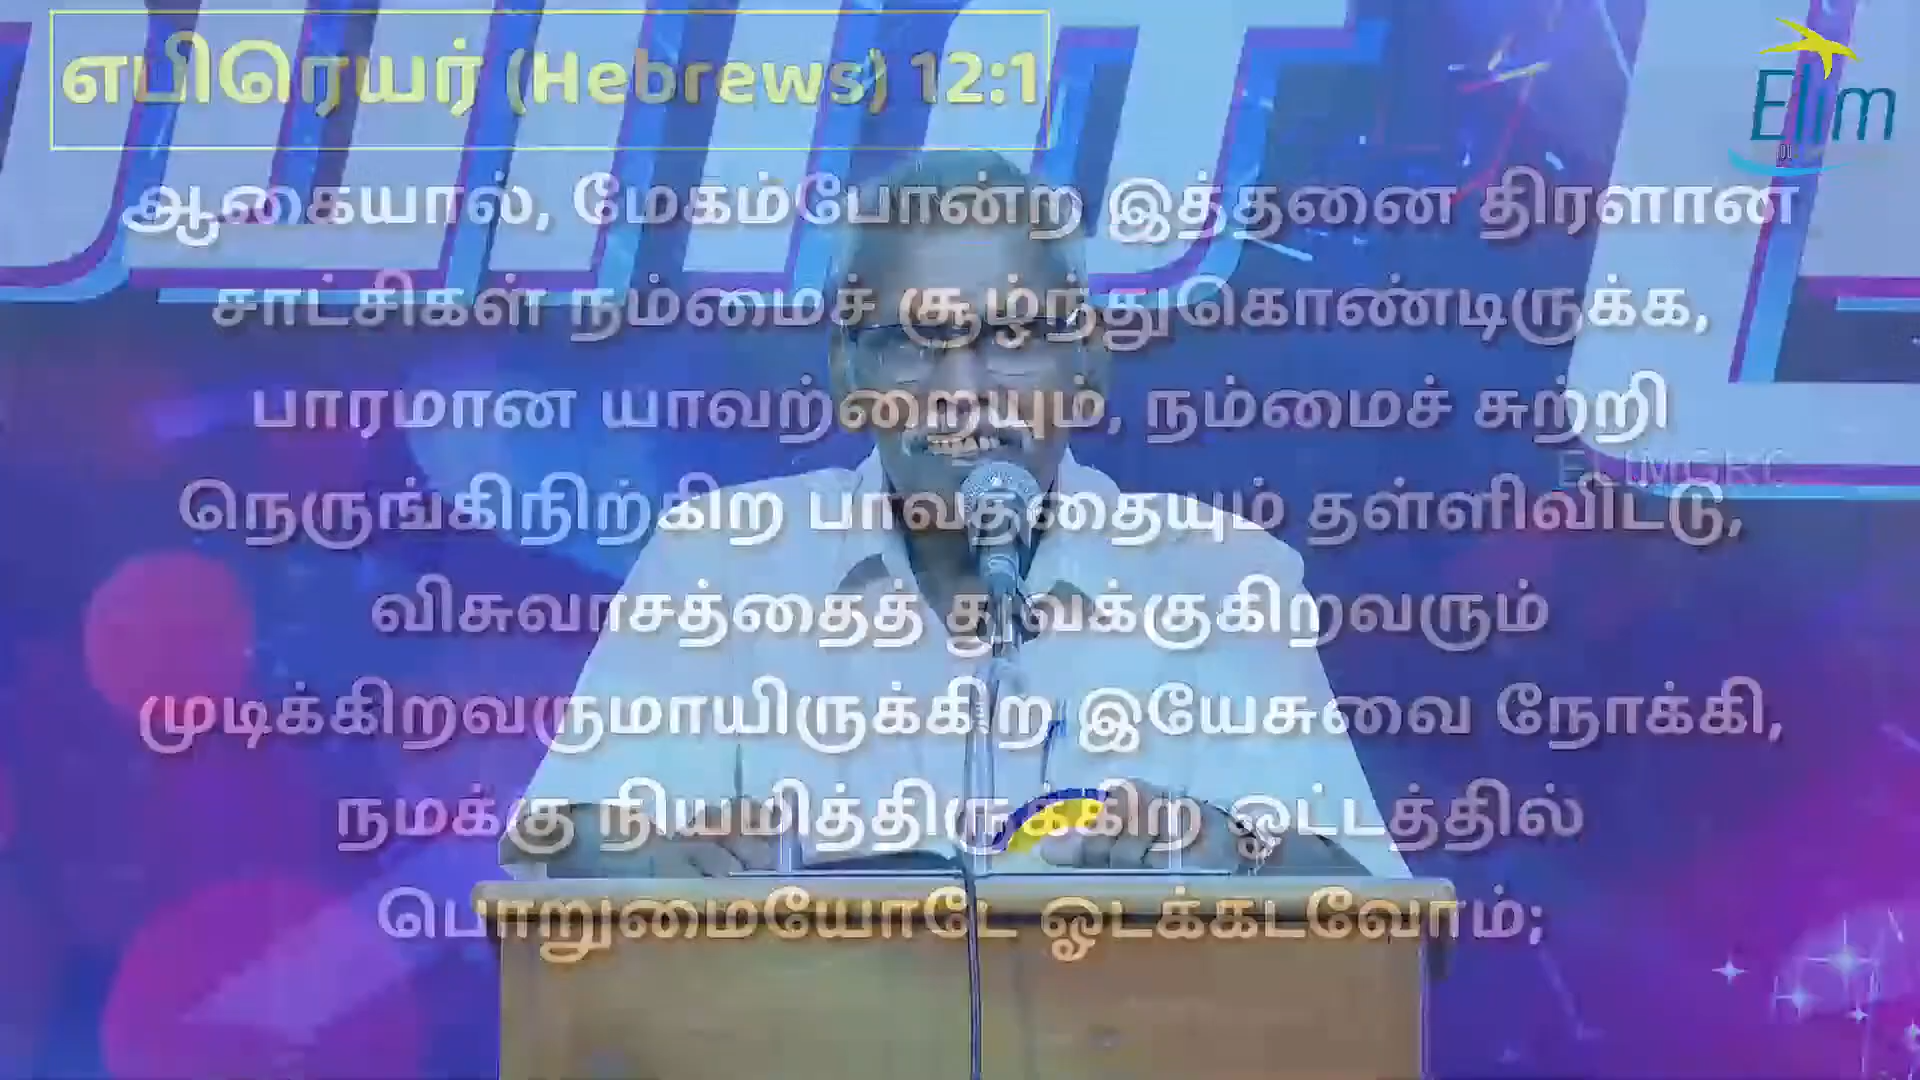 எபிரெயர் (Hebrews) 12:1
Elim
ஆகையால், மேகம்போன்ற இத்தனை திரளான
சாட்சிகள் நம்மைச் சூழ்ந்துகொண்டிருக்க,
பாரமான யாவற்றையும், நம்மைச் சுற்றி
ELIMGRC
நெருங்கிநிற்கிற பாவத்தையும் தள்ளிவிட்டு,
விசுவாசத்தைத் துவக்குகிறவரும்
முடிக்கிறவருமாயிருக்கிற இயேசுவை நோக்கி,
நமக்கு நியமித்திருக்கிற ஓட்டத்தில்
பொறுமையோடே ஓடக்கடவோம்;